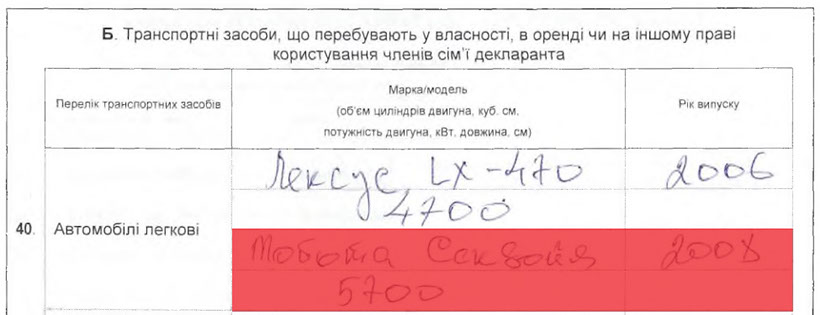 Б. Транспортні засоби, що перебувають у власності, в оренді чи на іншому праві
користування членів сім'ї декларанта
Перелік транспортних засобів
Марка/модель
(об'єм циліндрів двигуна, куб. см,
потужність двигуна, кВт, довжина, см)
Рік випуску
40. Автомобілі легкові
Лексус LX-470 2006
4700
Тойота Секвойя 2008
5700